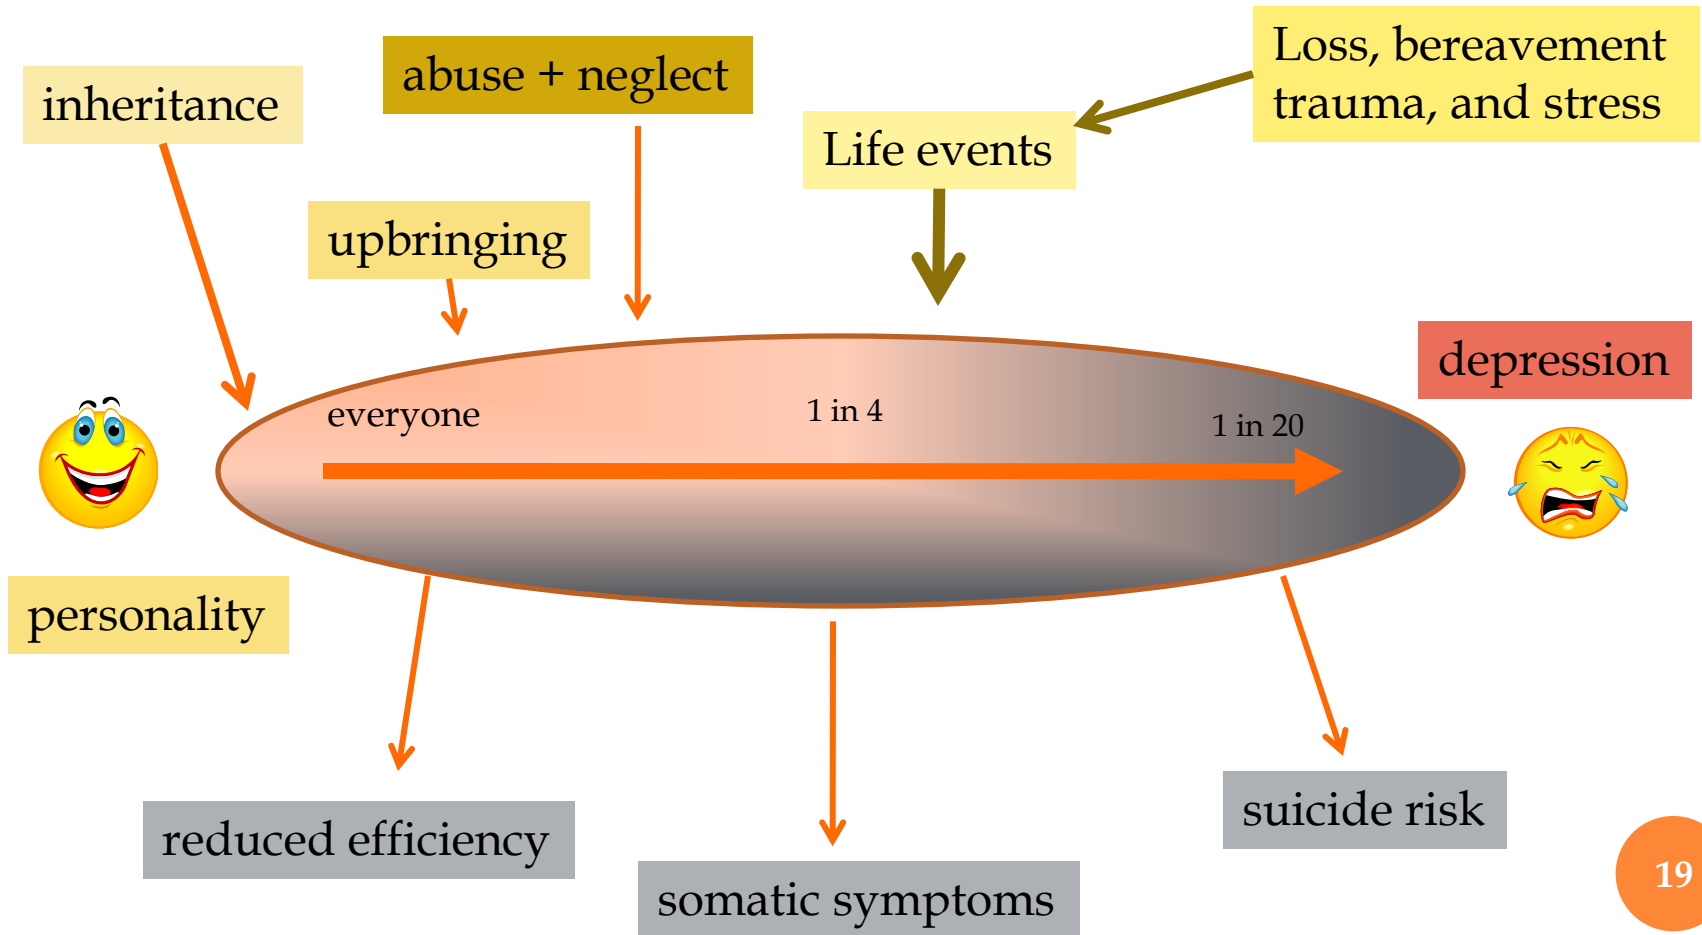 Loss, bereavement
trauma, and stress
abuse + neglect
inheritance
Life events
upbringing
depression
everyone
1 in 4
1 in 20
personality
suicide risk
reduced efficiency
somatic symptoms
19